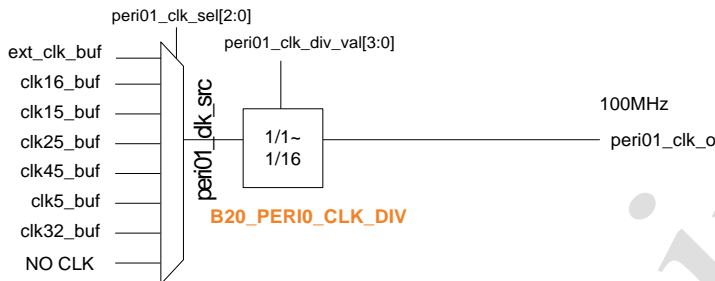 peri01_clk_sel[2:0]
peri01_clk_div_val[3:0]
ext_clk_buf
clk16_buf
clk15_buf
clk25_buf
clk45_buf
clk5_buf
clk32_buf
NO CLK
peri01_dk_src
1/1~
1/16
B20_PERI0_CLK_DIV
100MHz
peri01_clk_o